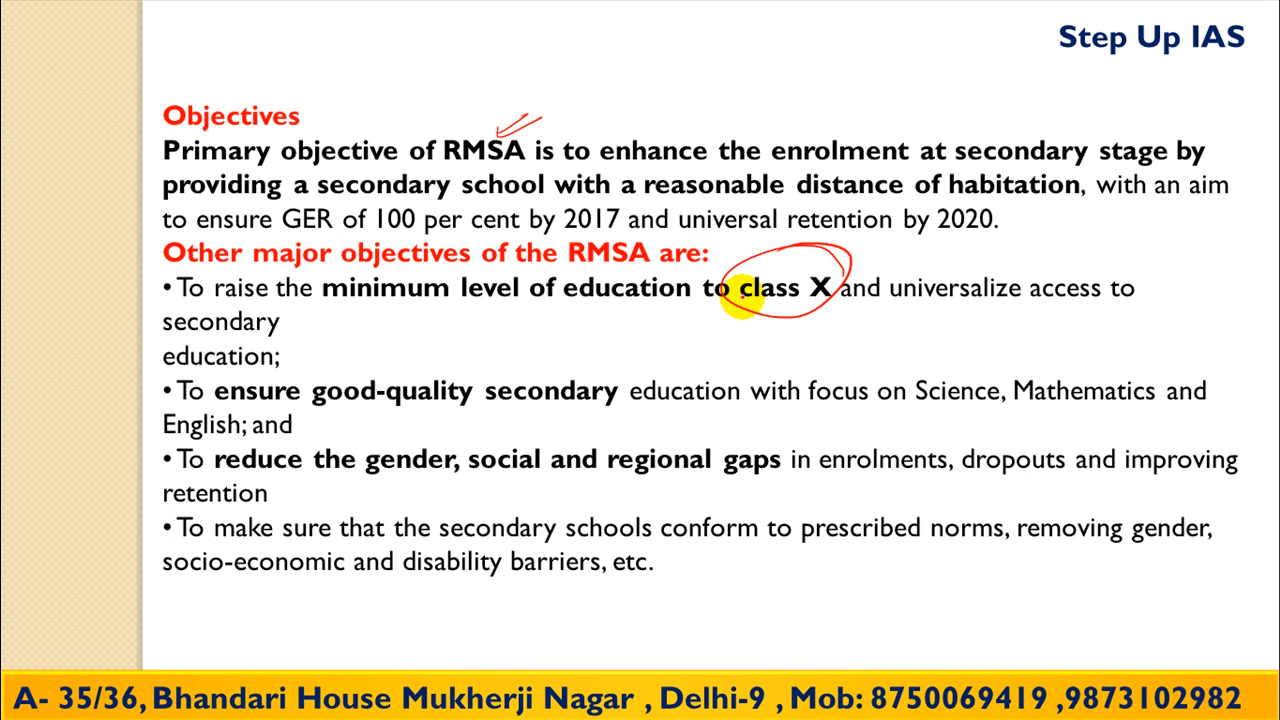 Step Up IAS
Objectives
Primary objective of RMSA is to enhance the enrolment at secondary stage by
providing a secondary school with a reasonable distance of habitation, with an aim
to ensure GER of 100 per cent by 2017 and universal retention by 2020.
Other major objectives of the RMSA are:
• To raise the minimum level of education to class X and universalize access to
secondary
education;
• To ensure good-quality secondary education with focus on Science, Mathematics and
English; and
• To reduce the gender, social and regional gaps in enrolments, dropouts and improving
retention
• To make sure that the secondary schools conform to prescribed norms, removing gender,
socio-economic and disability barriers, etc.
A- 35/36, Bhandari House Mukherji Nagar , Delhi-9 , Mob: 8750069419 ,9873102982